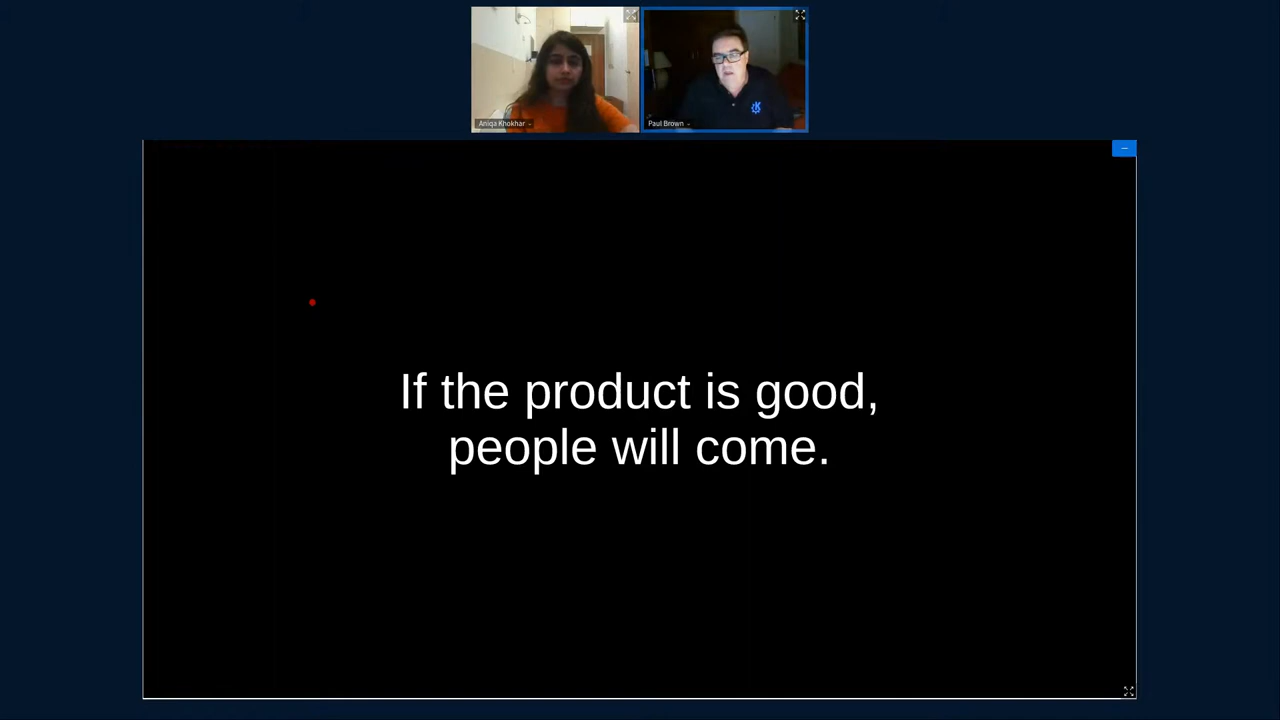 Aniqa Khokhar
Paul Brown
If the product is good,
people will come.